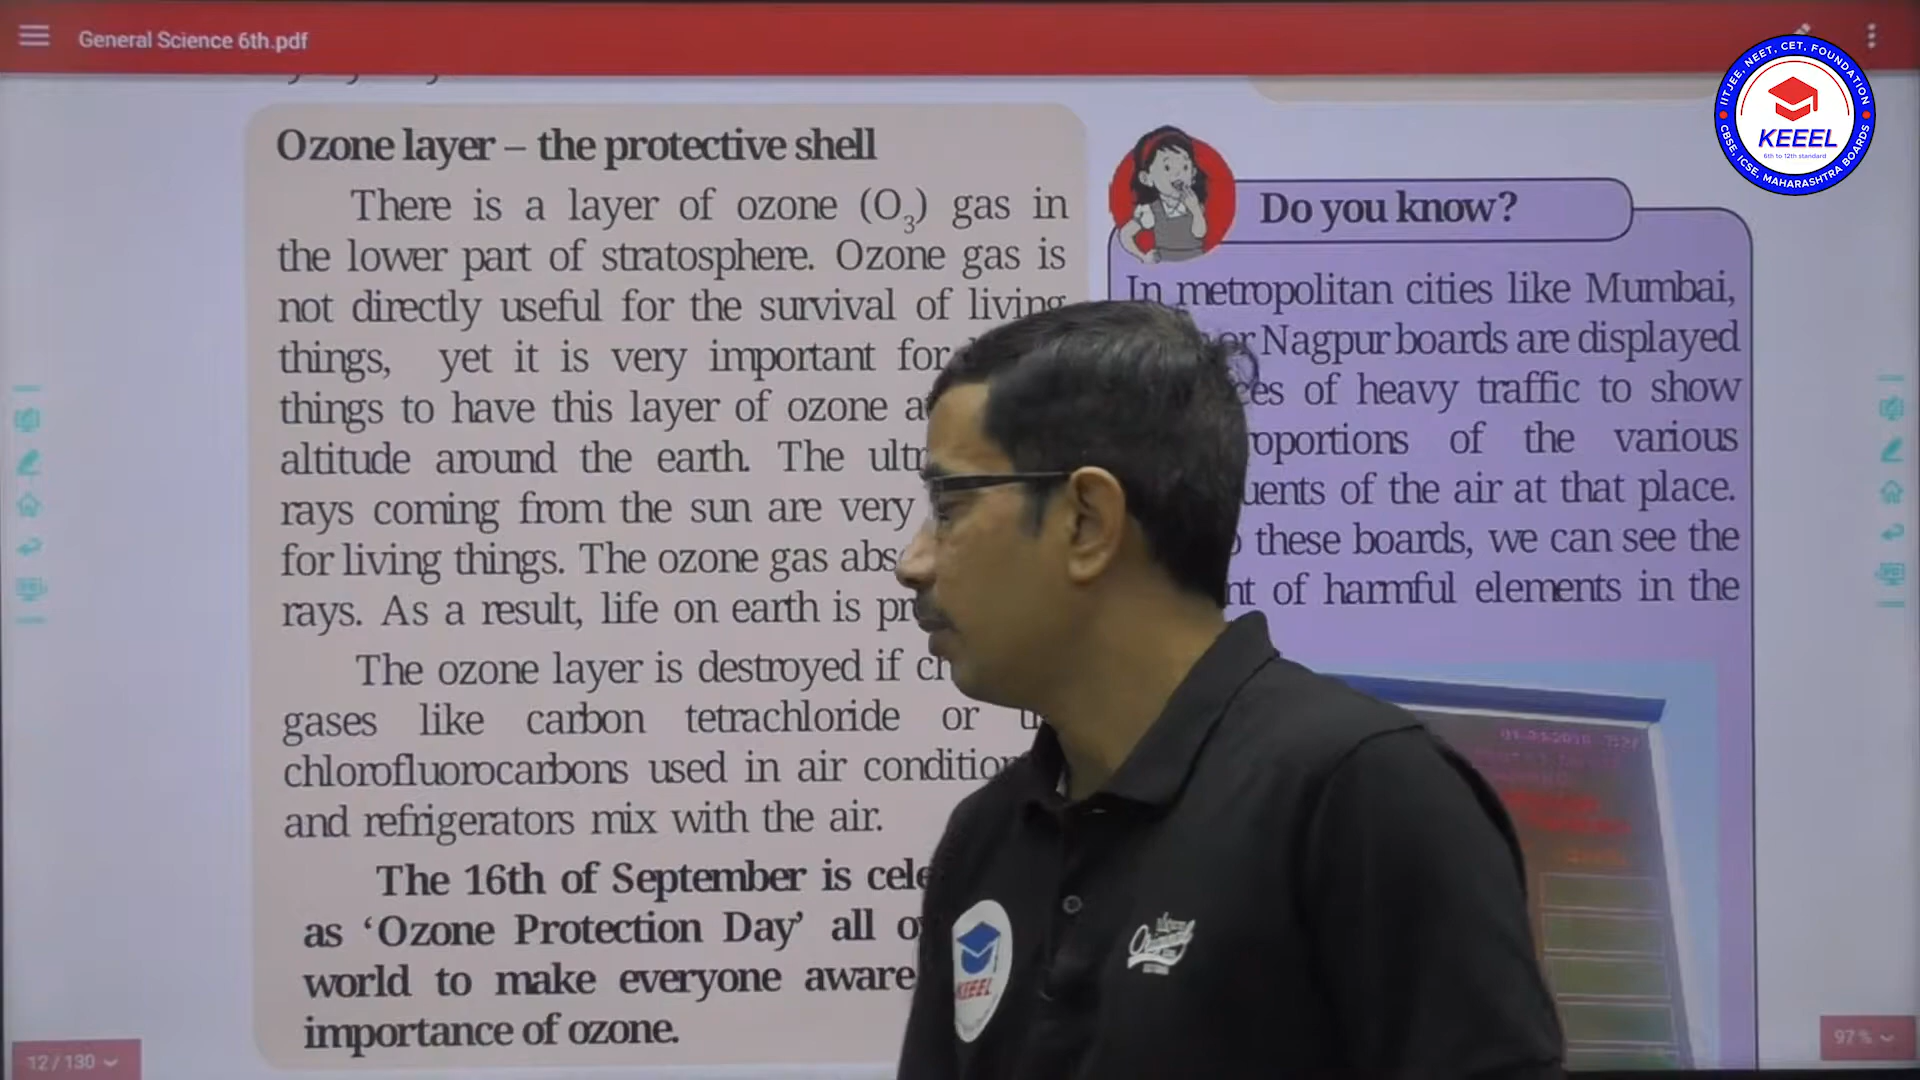 General Science 6th.pdf
IITJEE, NEET, CET, FOUNDATION
KEEEL
6th to 12th standard
CBSE, ICSE, MAHARASHTRA BOARDS
Ozone layer – the protective shell
There is a layer of ozone (O₃) gas in
the lower part of stratosphere. Ozone gas is
not directly useful for the survival of living
things, yet it is very important for
things to have this layer of ozone
altitude around the earth. The
rays coming from the sun are very
for living things. The ozone gas
rays. As a result, life on earth is
The ozone layer is destroyed if
gases like carbon tetrachloride or
chlorofluorocarbons used in air
and refrigerators mix with the air.
The 16th of September is
as ‘Ozone Protection Day’ all
world to make everyone aware
importance of ozone.
Do you know?
In metropolitan cities like Mumbai,
or Nagpur boards are displayed
of heavy traffic to show
of the various
of the air at that place.
these boards, we can see the
of harmful elements in the
KEEEL
Original
12 / 130
97 %